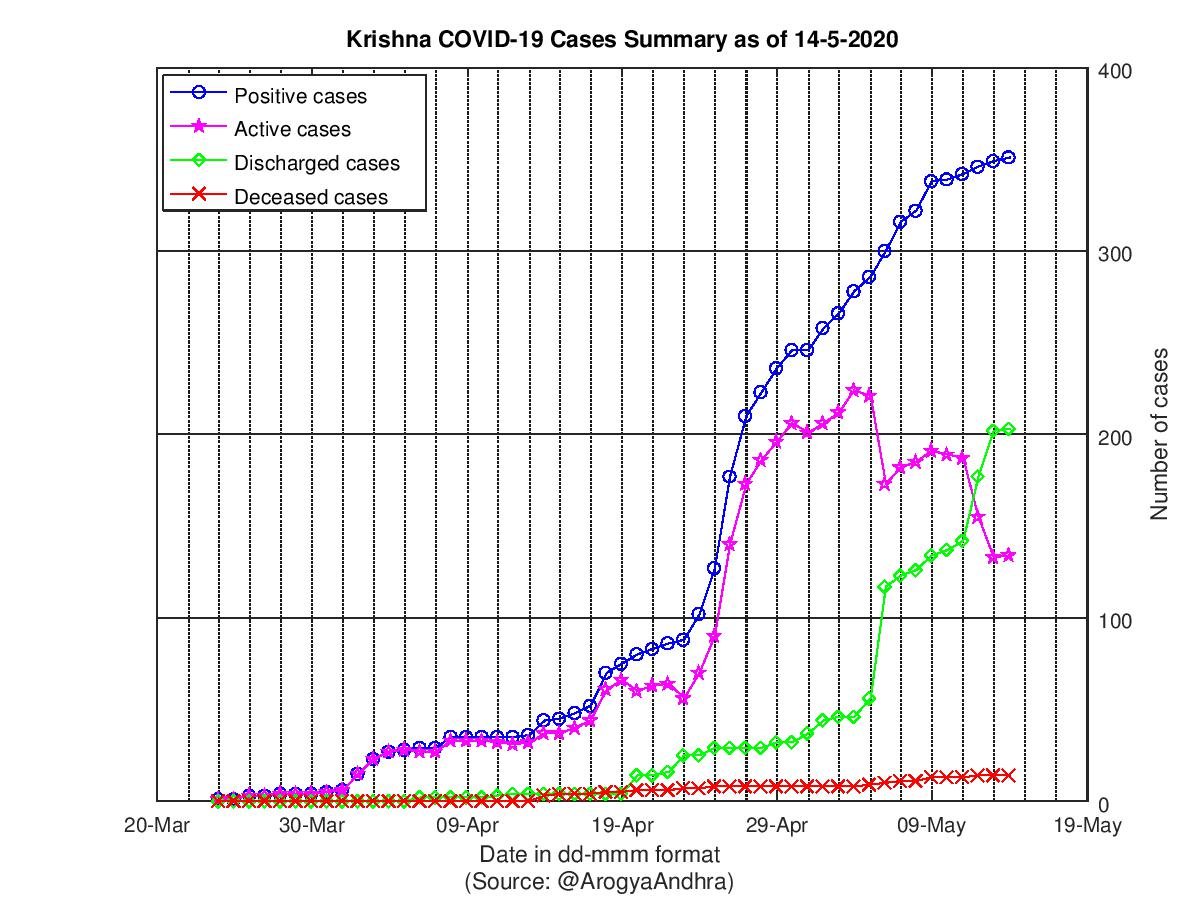 Krishna COVID-19 Cases Summary as of 14-5-2020
Positive cases
Active cases
Discharged cases
Deceased cases
400
300
200
100
0
Number of cases
20-Mar 30-Mar 09-Apr 19-Apr 29-Apr 09-May 19-May
Date in dd-mmm format
(Source: @ArogyaAndhra)